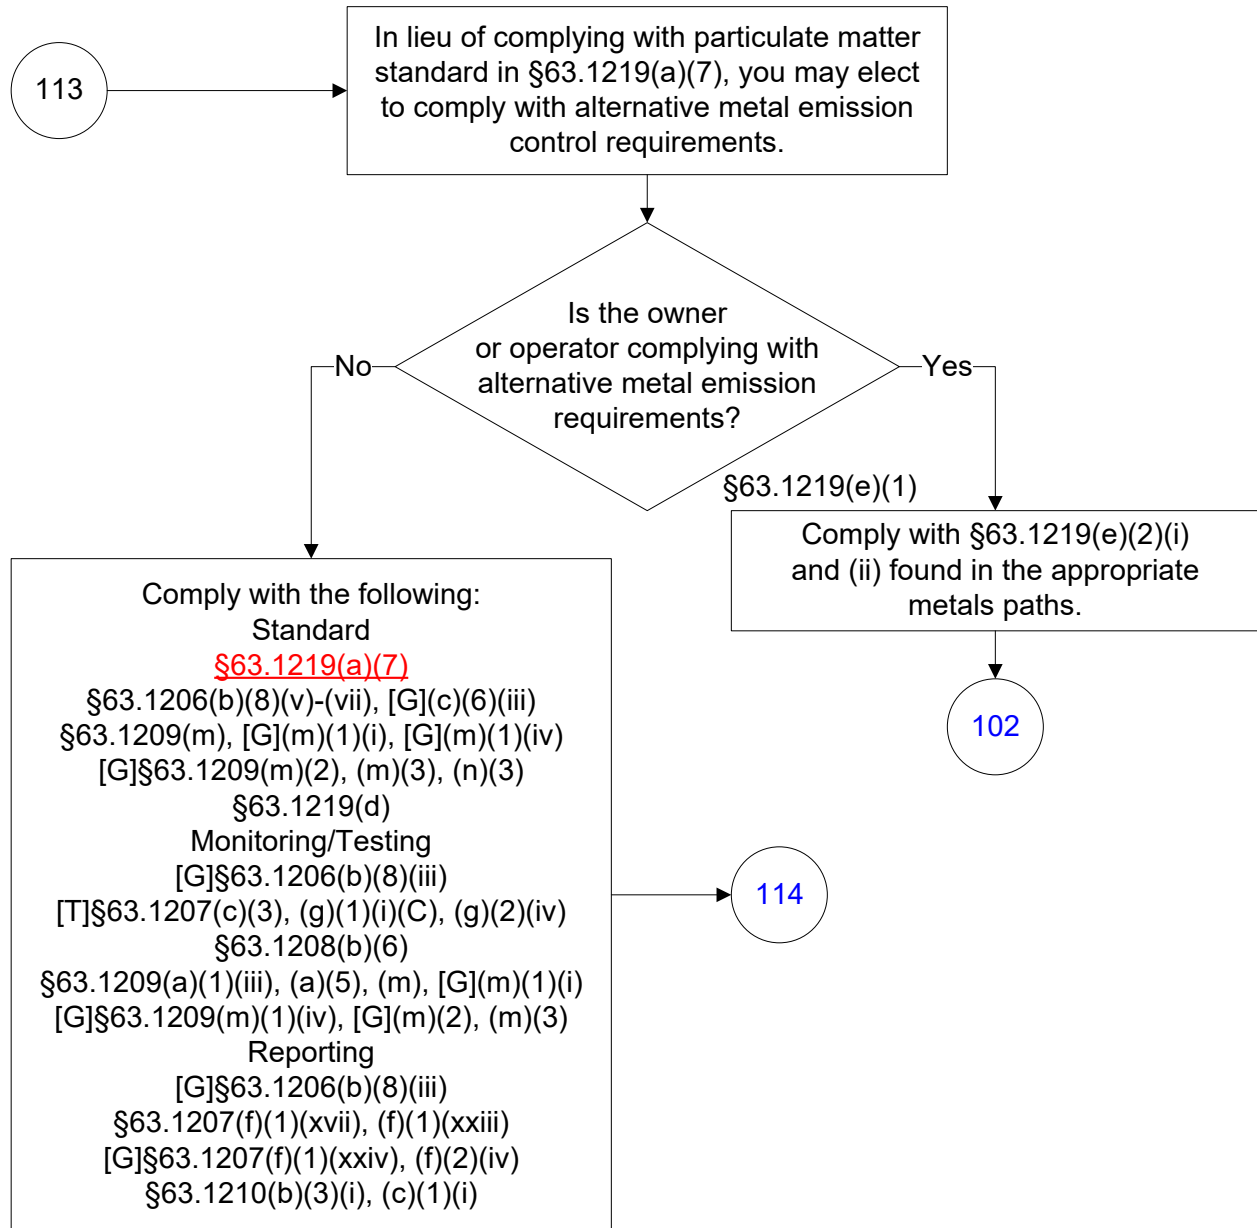 113
In lieu of complying with particulate matter
standard in §63.1219(a)(7), you may elect
to comply with alternative metal emission
control requirements.
Is the owner
or operator complying with
alternative metal emission
requirements?
No
Yes
§63.1219(e)(1)
Comply with §63.1219(e)(2)(i)
and (ii) found in the appropriate
metals paths.
102
Comply with the following:
Standard
§63.1219(a)(7)
§63.1206(b)(8)(v)-(vii), [G](c)(6)(iii)
§63.1209(m), [G](m)(1)(i), [G](m)(1)(iv)
[G]§63.1209(m)(2), (m)(3), (n)(3)
§63.1219(d)
Monitoring/Testing
[G]§63.1206(b)(8)(iii)
[T]§63.1207(c)(3), (g)(1)(i)(C), (g)(2)(iv)
§63.1208(b)(6)
§63.1209(a)(1)(iii), (a)(5), (m), [G](m)(1)(i)
[G]§63.1209(m)(1)(iv), [G](m)(2), (m)(3)
Reporting
[G]§63.1206(b)(8)(iii)
§63.1207(f)(1)(xvii), (f)(1)(xxiii)
[G]§63.1207(f)(1)(xxiv), (f)(2)(iv)
§63.1210(b)(3)(i), (c)(1)(i)
114